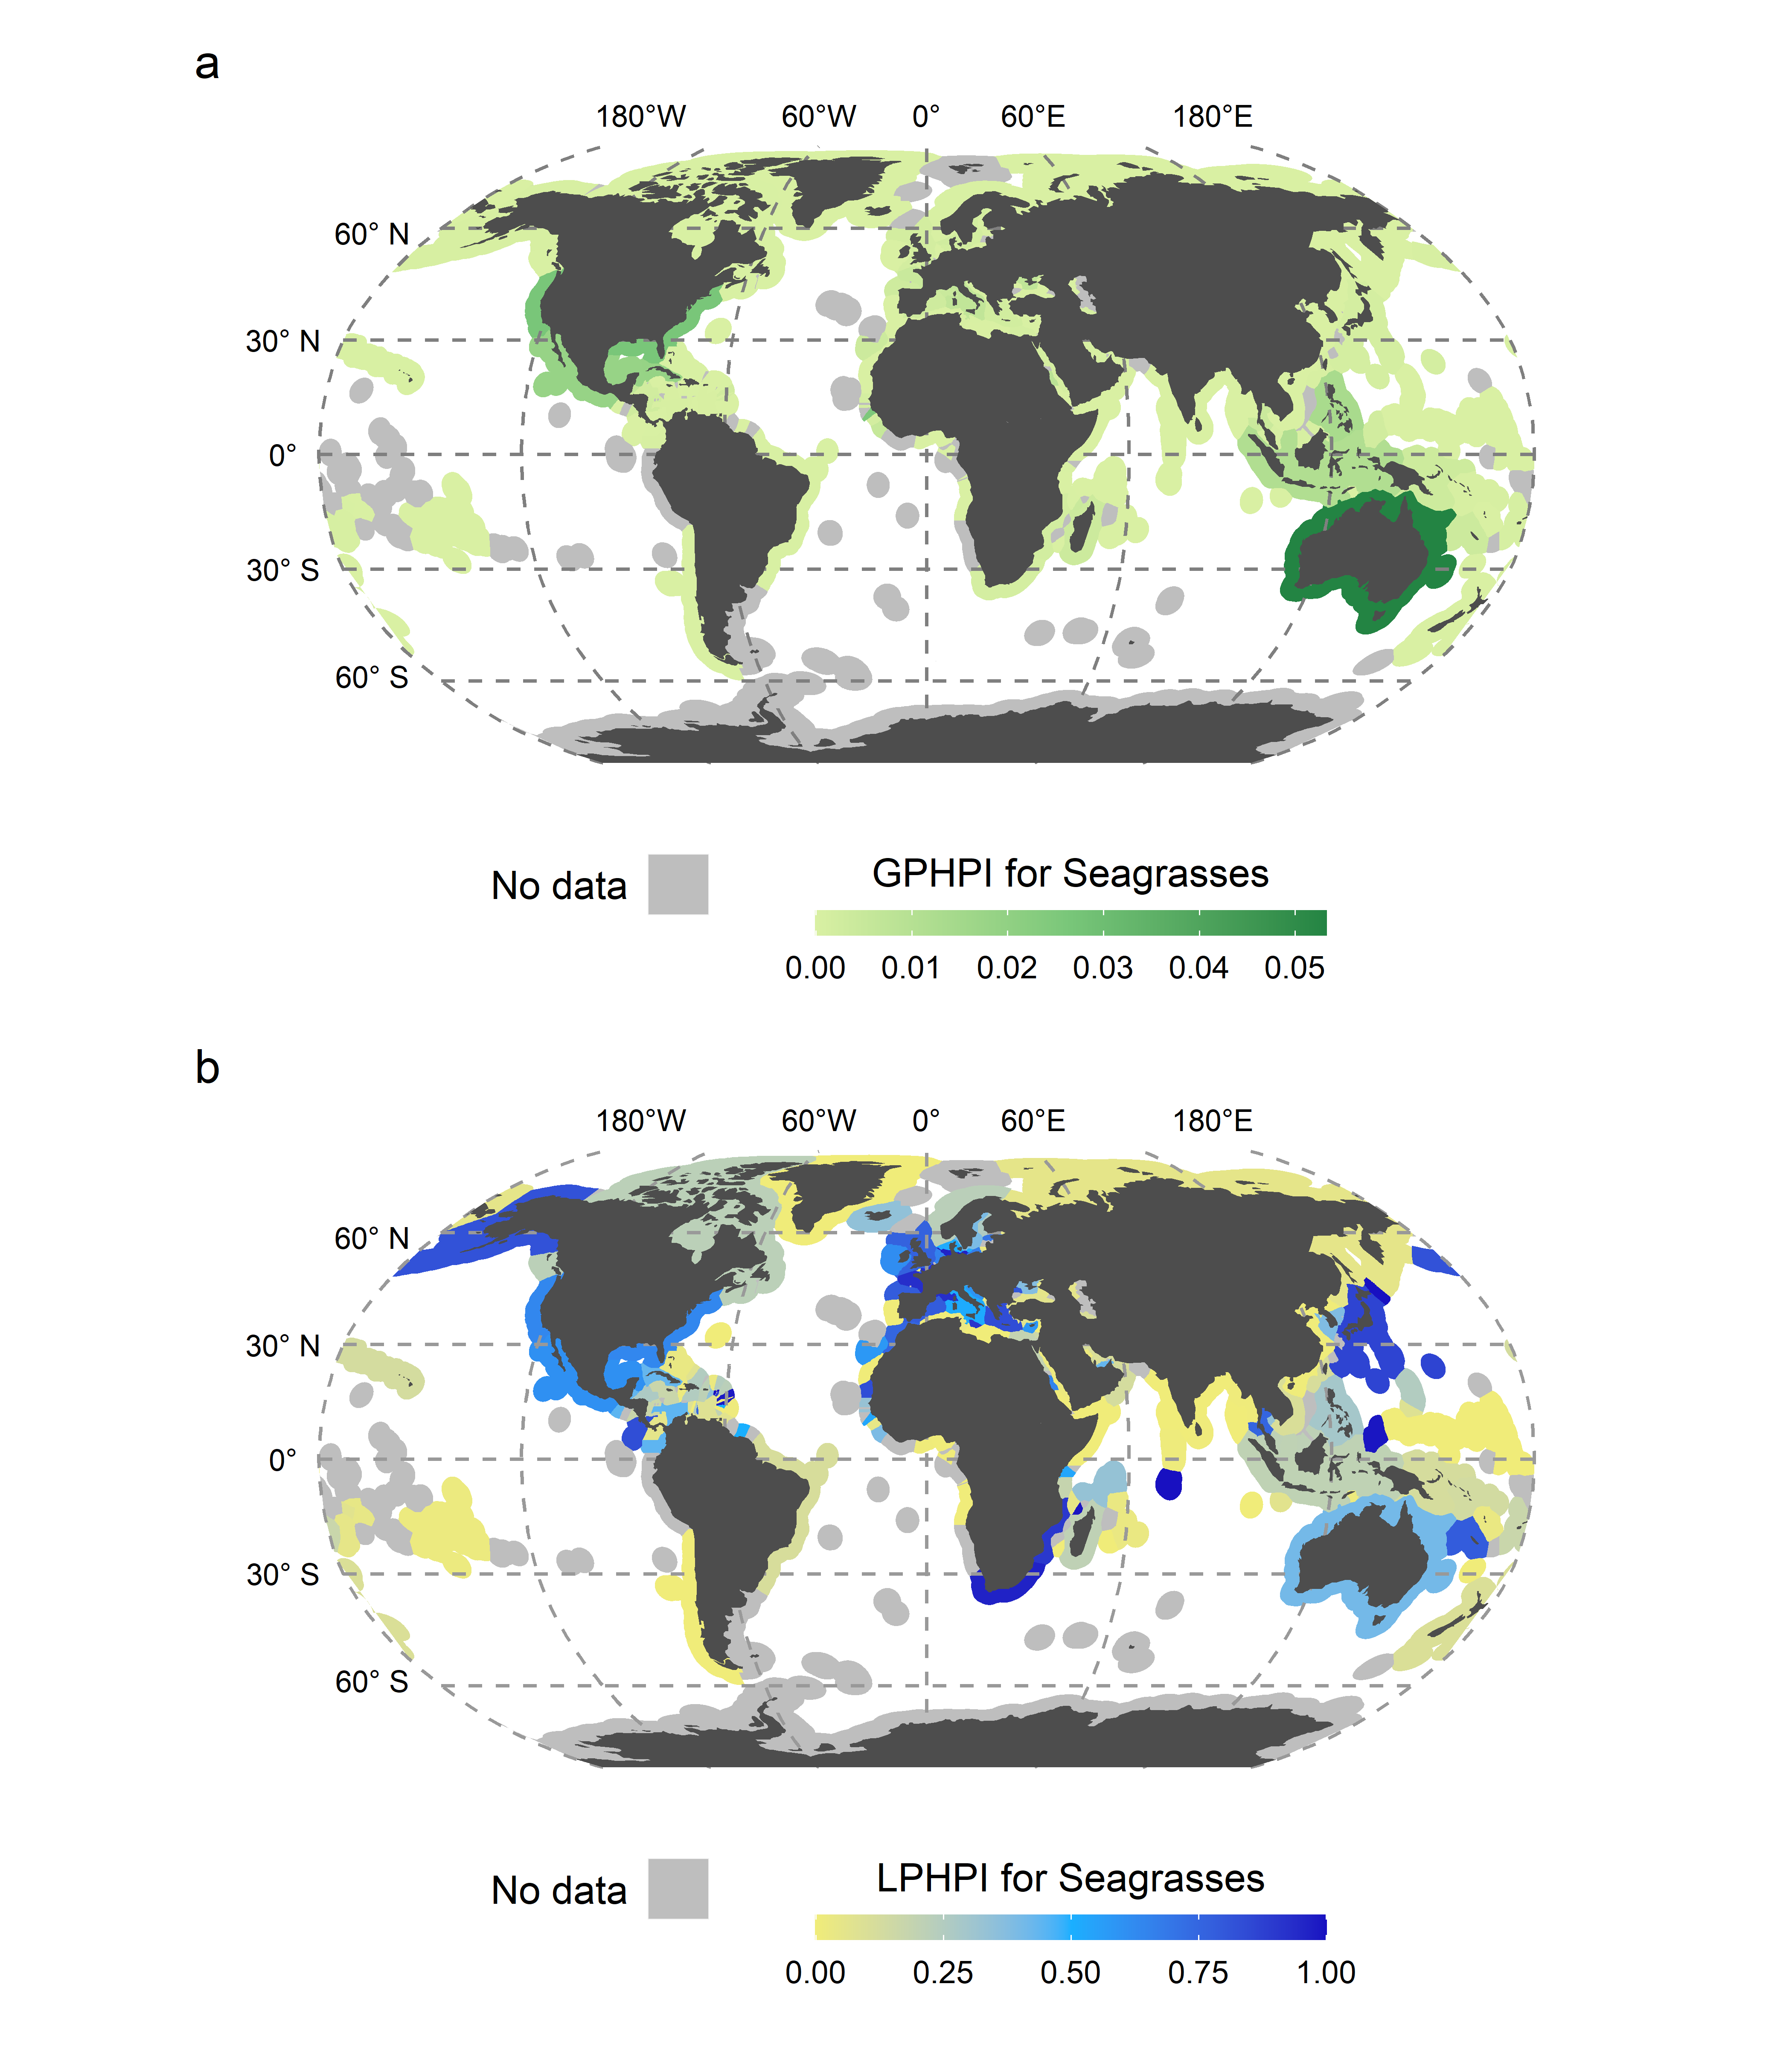 a
180°W 60°W 0° 60°E 180°E
60° N
30° N
0°
30° S
60° S
No data
GPHPI for Seagrasses
0.00 0.01 0.02 0.03 0.04 0.05
b
180°W 60°W 0° 60°E 180°E
60° N
30° N
0°
30° S
60° S
No data
LPHPI for Seagrasses
0.00 0.25 0.50 0.75 1.00